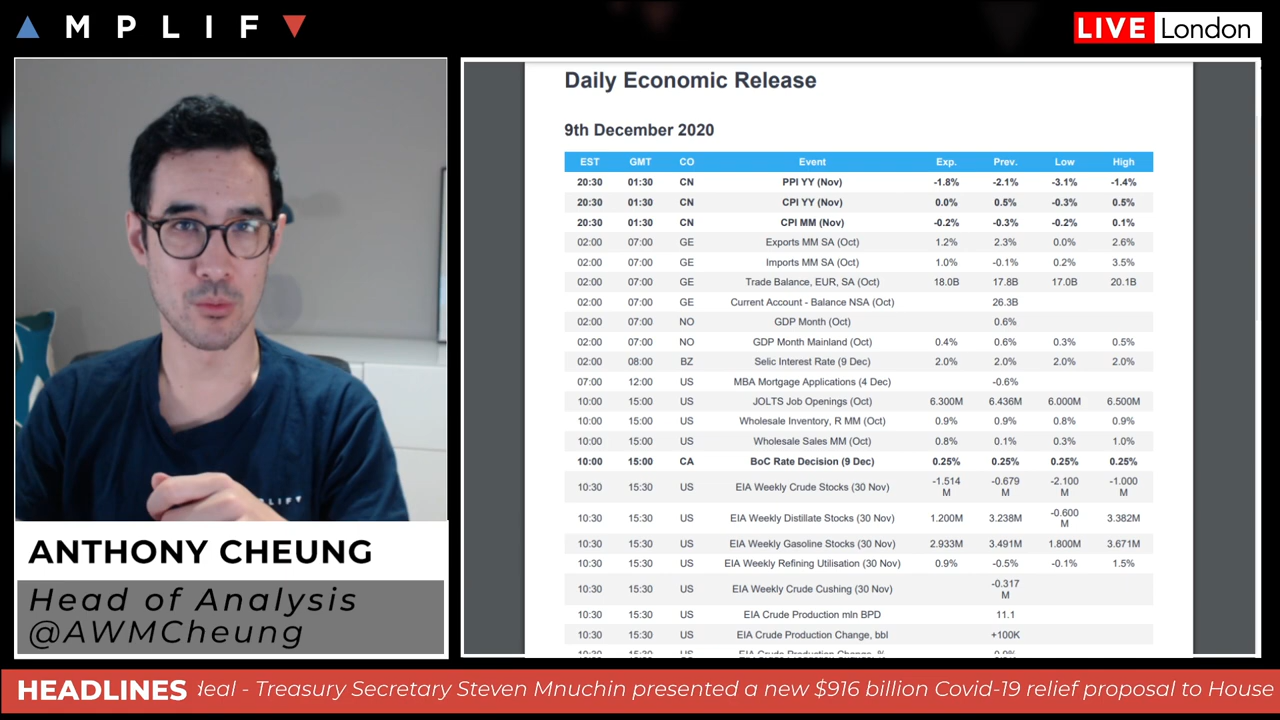 AMPLIFY
LIVE London
Daily Economic Release
9th December 2020
EST GMT CO Event Exp. Prev. Low High
20:30 01:30 CN PPI YY (Nov) -1.8% -2.1% -3.1% -1.4%
20:30 01:30 CN CPI YY (Nov) 0.0% 0.5% -0.3% 0.5%
20:30 01:30 CN CPI MM (Nov) -0.2% -0.3% -0.2% 0.1%
02:00 07:00 GE Exports MM SA (Oct) 1.2% 2.3% 0.0% 2.6%
02:00 07:00 GE Imports MM SA (Oct) 1.0% -0.1% 0.2% 3.5%
02:00 07:00 GE Trade Balance, EUR, SA (Oct) 18.0B 17.8B 17.0B 20.1B
02:00 07:00 GE Current Account - Balance NSA (Oct) 26.3B
02:00 07:00 NO GDP Month (Oct) 0.6%
02:00 07:00 NO GDP Month Mainland (Oct) 0.4% 0.6% 0.3% 0.5%
02:00 08:00 BZ Selic Interest Rate (9 Dec) 2.0% 2.0% 2.0% 2.0%
07:00 12:00 US MBA Mortgage Applications (4 Dec) -0.6%
10:00 15:00 US JOLTS Job Openings (Oct) 6.300M 6.436M 6.000M 6.500M
10:00 15:00 US Wholesale Inventory, R MM (Oct) 0.9% 0.9% 0.8% 0.9%
10:00 15:00 US Wholesale Sales MM (Oct) 0.8% 0.1% 0.3% 1.0%
10:00 15:00 CA BoC Rate Decision (9 Dec) 0.25% 0.25% 0.25% 0.25%
10:30 15:30 US EIA Weekly Crude Stocks (30 Nov) -1.514 M -0.679 M -2.100 M -1.000 M
10:30 15:30 US EIA Weekly Distillate Stocks (30 Nov) 1.200M 3.238M -0.600 M 3.382M
10:30 15:30 US EIA Weekly Gasoline Stocks (30 Nov) 2.933M 3.491M 1.800M 3.671M
10:30 15:30 US EIA Weekly Refining Utilisation (30 Nov) 0.9% -0.5% -0.1% 1.5%
10:30 15:30 US EIA Weekly Crude Cushing (30 Nov) -0.317 M
10:30 15:30 US EIA Crude Production mln BPD 11.1
10:30 15:30 US EIA Crude Production Change, bbl +100K
ANTHONY CHEUNG
Head of Analysis
@AWMCheung
HEADLINES deal - Treasury Secretary Steven Mnuchin presented a new $916 billion Covid-19 relief proposal to House